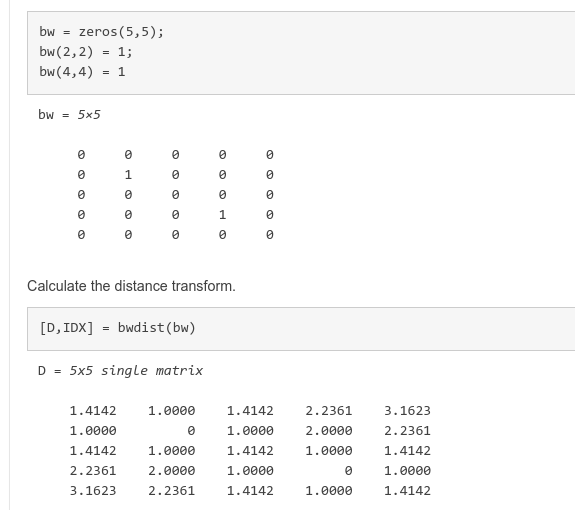 bw = zeros(5,5);
bw(2,2) = 1;
bw(4,4) = 1
bw = 5×5
0 0 0 0 0
0 1 0 0 0
0 0 0 0 0
0 0 0 1 0
0 0 0 0 0
Calculate the distance transform.
[D,IDX] = bwdist(bw)
D = 5x5 single matrix
1.4142 1.0000 1.4142 2.2361 3.1623
1.0000 0 1.0000 2.0000 2.2361
1.4142 1.0000 1.4142 1.0000 1.4142
2.2361 2.0000 1.0000 0 1.0000
3.1623 2.2361 1.4142 1.0000 1.4142